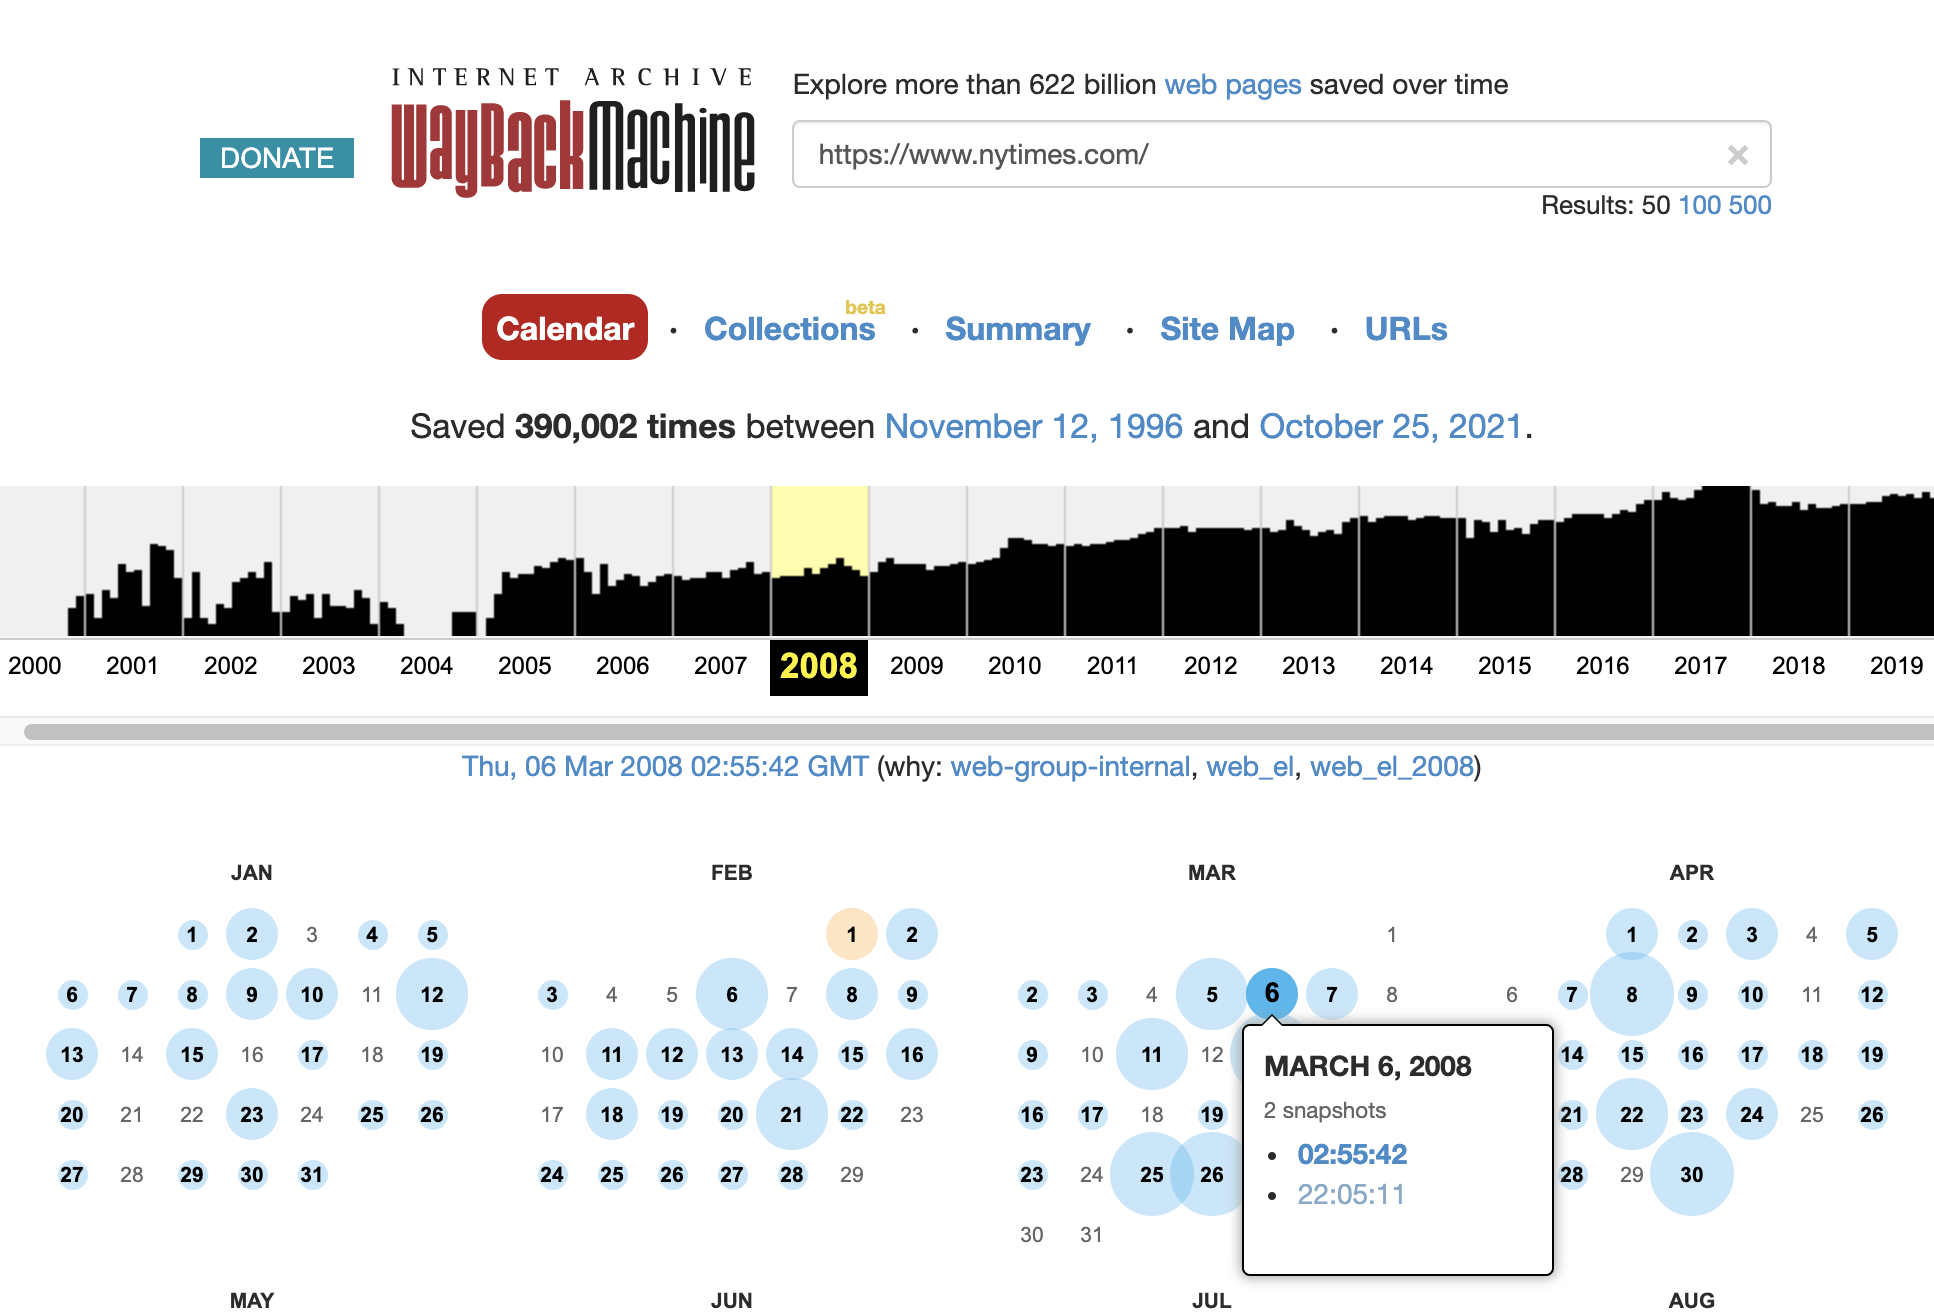 INTERNET ARCHIVE
WayBackMachine
DONATE
Explore more than 622 billion web pages saved over time
https://www.nytimes.com/
×
Results: 50 100 500
Calendar · Collections beta · Summary · Site Map · URLs
Saved 390,002 times between November 12, 1996 and October 25, 2021.
2000 2001 2002 2003 2004 2005 2006 2007 2008 2009 2010 2011 2012 2013 2014 2015 2016 2017 2018 2019
Thu, 06 Mar 2008 02:55:42 GMT (why: web-group-internal, web_el, web_el_2008)
JAN
1 2 3 4 5
6 7 8 9 10 11 12
13 14 15 16 17 18 19
20 21 22 23 24 25 26
27 28 29 30 31
FEB
1 2
3 4 5 6 7 8 9
10 11 12 13 14 15 16
17 18 19 20 21 22 23
24 25 26 27 28 29
MAR
1
2 3 4 5 6 7 8
9 10 11 12
16 17 18 19
23 24 25 26
30 31
MARCH 6, 2008
2 snapshots
• 02:55:42
• 22:05:11
APR
1 2 3 4 5
6 7 8 9 10 11 12
14 15 16 17 18 19
21 22 23 24 25 26
28 29 30
MAY
JUN
JUL
AUG